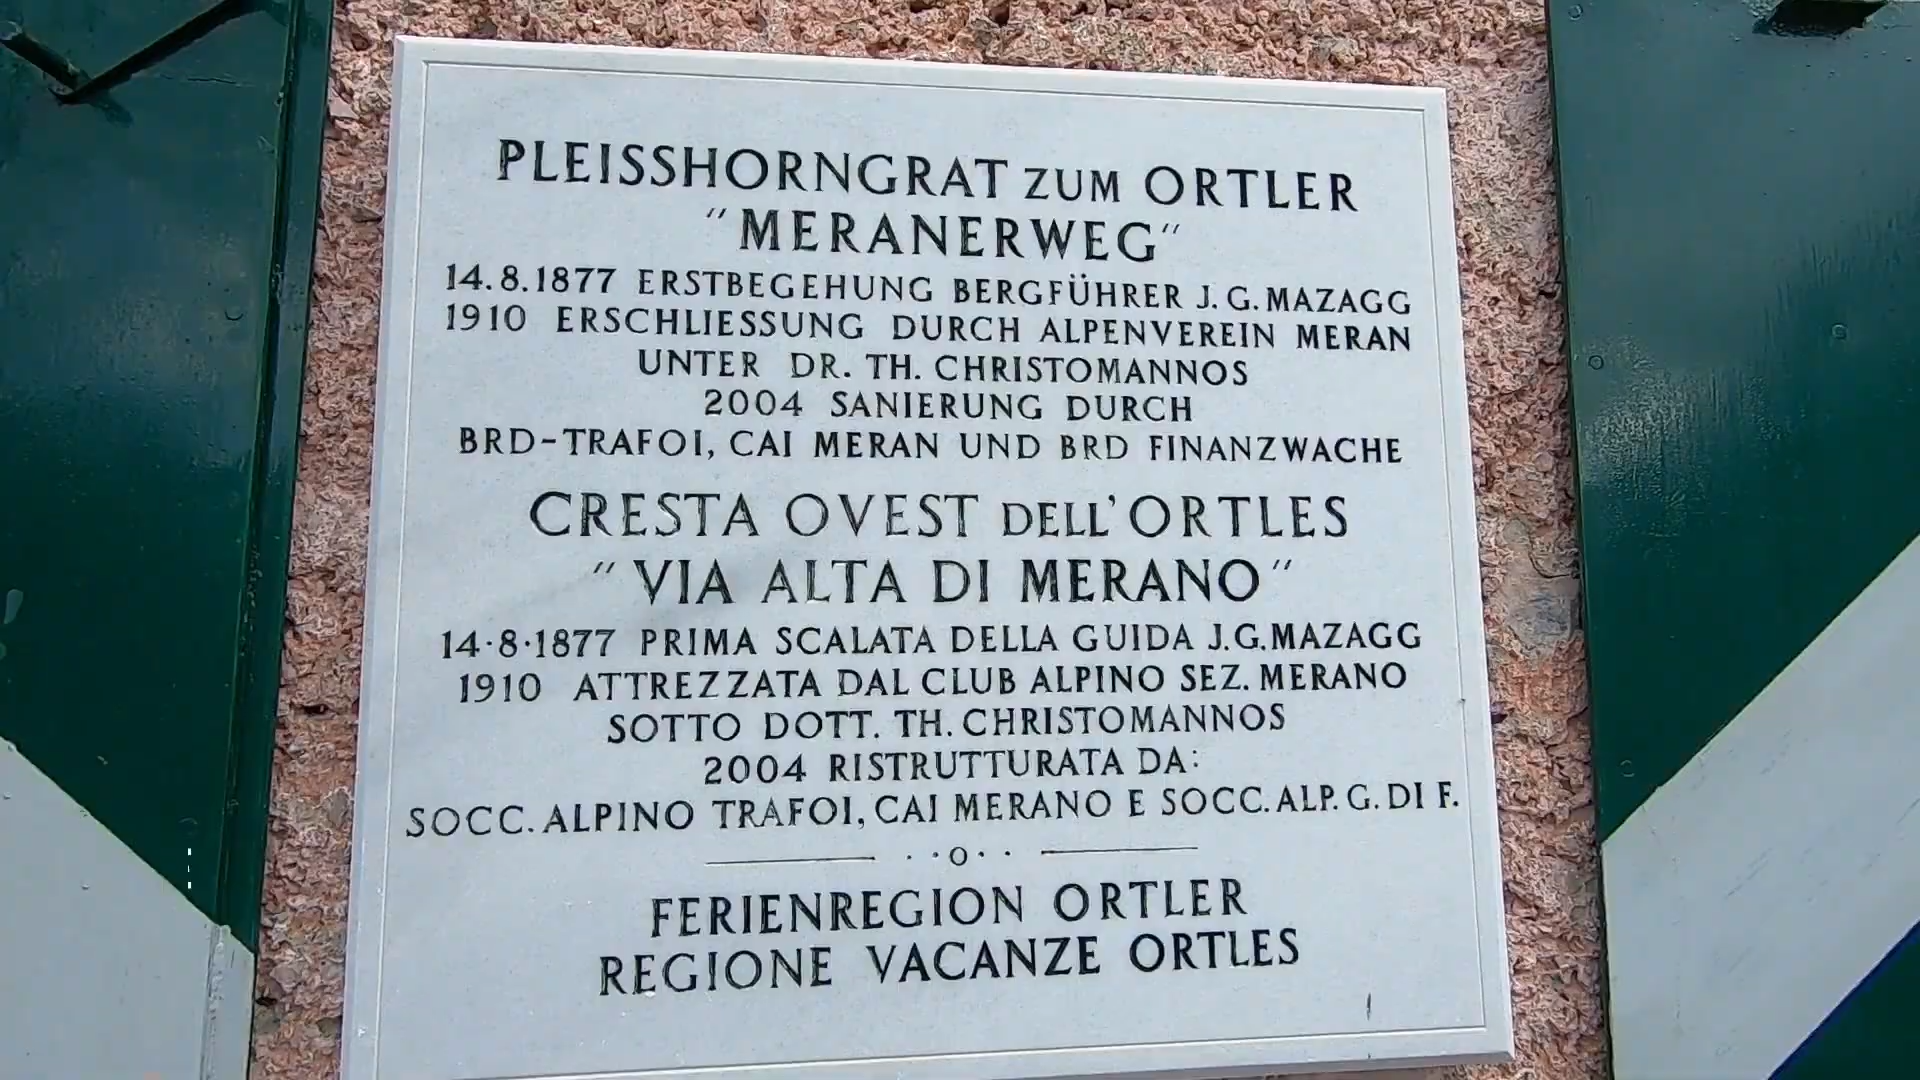 PLEISSHORNGRAT ZUM ORTLER
"MERANERWEG"
14.8.1877 ERSTBEGEHUNG BERGFÜHRER J.G.MAZAGG
1910 ERSCHLIESSUNG DURCH ALPENVEREIN MERAN
UNTER DR. TH. CHRISTOMANNOS
2004 SANIERUNG DURCH
BRD-TRAFOI, CAI MERAN UND BRD FINANZWACHE
CRESTA OVEST DELL'ORTLES
"VIA ALTA DI MERANO"
14·8·1877 PRIMA SCALATA DELLA GUIDA J.G.MAZAGG
1910 ATTREZZATA DAL CLUB ALPINO SEZ. MERANO
SOTTO DOTT. TH. CHRISTOMANNOS
2004 RISTRUTTURATA DA:
SOCC. ALPINO TRAFOI, CAI MERANO E SOCC. ALP. G. DI F.
FERIENREGION ORTLER
REGIONE VACANZE ORTLES